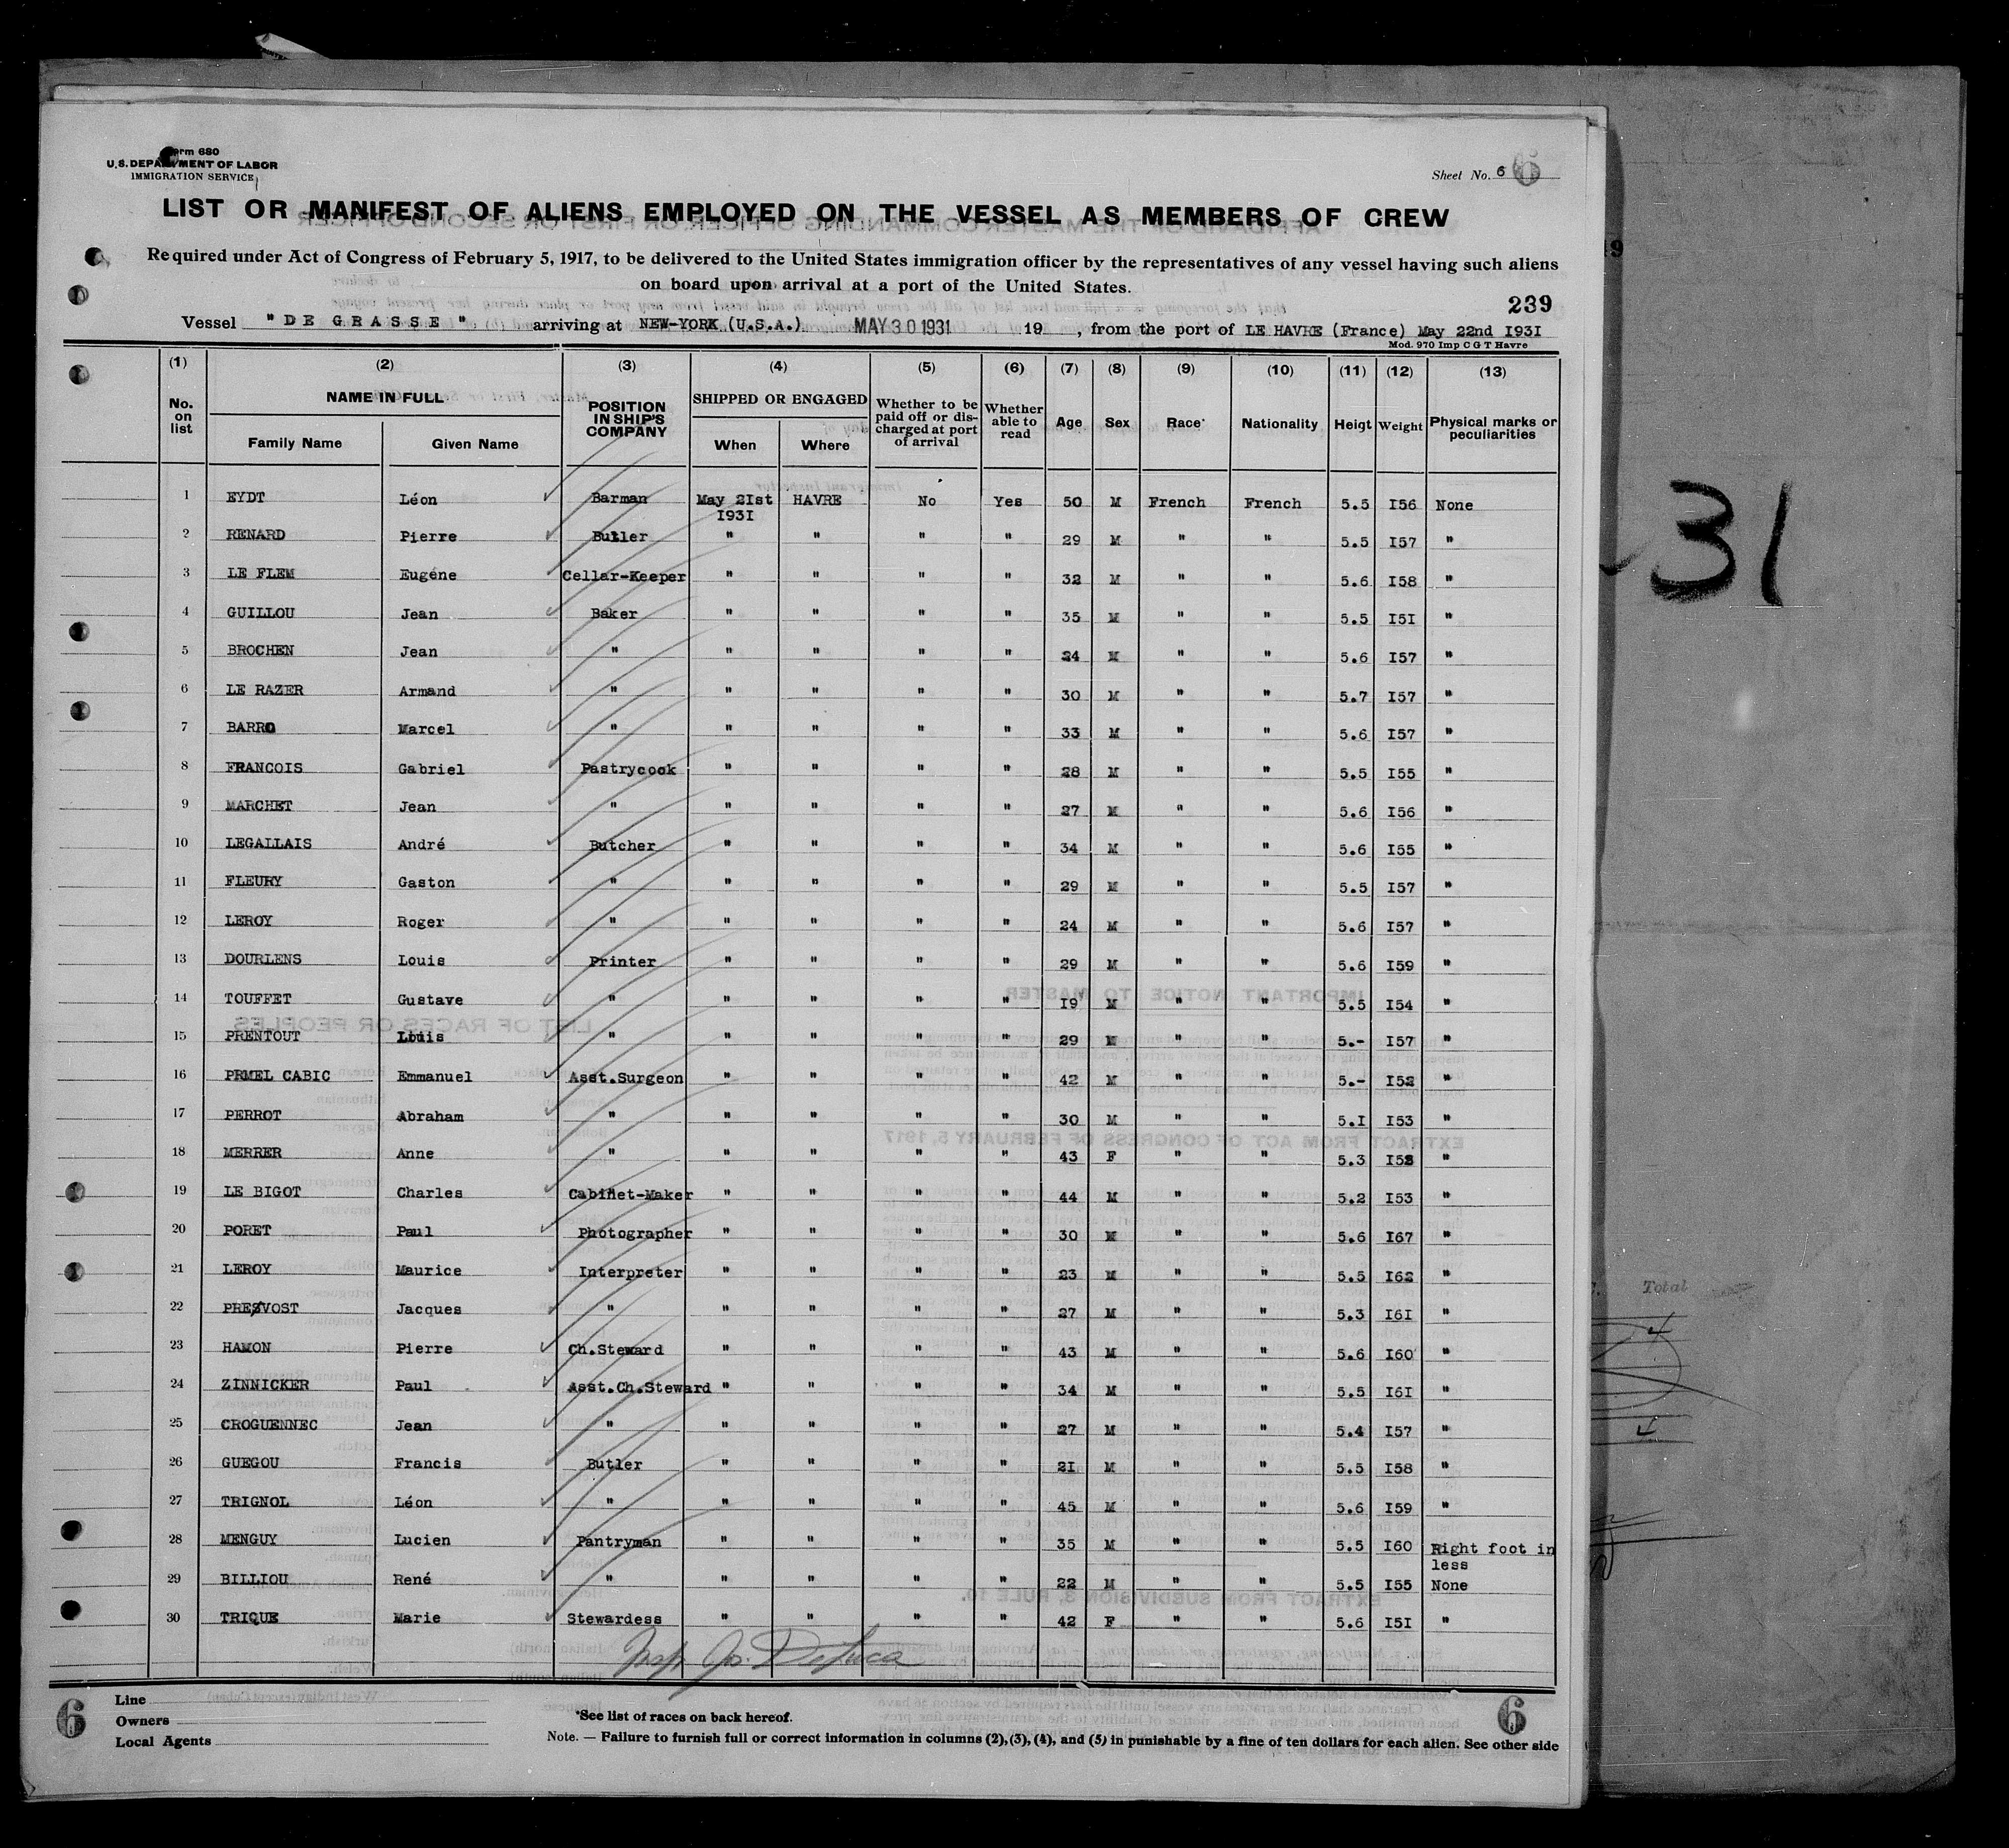 Form 680
U.S. DEPARTMENT OF LABOR
IMMIGRATION SERVICE
Sheet No. 6 6
LIST OR MANIFEST OF ALIENS EMPLOYED ON THE VESSEL AS MEMBERS OF CREW
Required under Act of Congress of February 5, 1917, to be delivered to the United States immigration officer by the representatives of any vessel having such aliens
on board upon arrival at a port of the United States.
239
Vessel " DE GRASSE " arriving at NEW-YORK (U.S.A.) MAY 30 1931 19 , from the port of LE HAVRE (France) May 22nd I93I
Mod. 970 Imp C G T Havre
(1) (2) (3) (4) (5) (6) (7) (8) (9) (10) (11) (12) (13)
No. on list NAME IN FULL Family Name Given Name POSITION IN SHIP'S COMPANY SHIPPED OR ENGAGED When Where Whether to be paid off or discharged at port of arrival Whether able to read Age Sex Race* Nationality Heigt Weight Physical marks or peculiarities
1 EYDT Léon Barman May 2Ist I93I HAVRE No Yes 50 M French French 5.5 I56 None
2 RENARD Pierre Butler " " " " 29 M " " 5.5 I57 "
3 LE FLEM Eugéne Cellar-Keeper " " " " 32 M " " 5.6 I58 "
4 GUILLOU Jean Baker " " " " 35 M " " 5.5 I5I "
5 BROCHEN Jean " " " " " 24 M " " 5.6 I57 "
6 LE RAZER Armand " " " " " 30 M " " 5.7 I57 "
7 BARRO Marcel " " " " " 33 M " " 5.6 I57 "
8 FRANCOIS Gabriel Pastrycook " " " " 28 M " " 5.5 I55 "
9 MARCHET Jean " " " " " 27 M " " 5.6 I56 "
10 LEGALLAIS André Butcher " " " " 34 M " " 5.6 I55 "
11 FLEURY Gaston " " " " " 29 M " " 5.5 I57 "
12 LEROY Roger " " " " " 24 M " " 5.6 I57 "
13 DOURLENS Louis Printer " " " " 29 M " " 5.6 I59 "
14 TOUFFET Gustave " " " " " I9 M " " 5.5 I54 "
15 PRENTOUT Louis " " " " " 29 M " " 5.- I57 "
16 PRMEL CABIC Emmanuel Asst.Surgeon " " " " 42 M " " 5.- I52 "
17 PERROT Abraham " " " " " 30 M " " 5.I I53 "
18 MERRER Anne " " " " " 43 F " " 5.3 "
19 LE BIGOT Charles Cabinet-Maker " " " " 44 M " " 5.2 I53 "
20 PORET Paul Photographer " " " " 30 M " " 5.6 I67 "
21 LEROY Maurice Interpreter " " " " 23 M " " 5.5 I62 "
22 PREVOST Jacques " " " " " 27 M " " 5.3 I6I "
23 HAMON Pierre Ch.Steward " " " " 43 M " " 5.6 I60 "
24 ZINNICKER Paul Asst.Ch.Steward " " " " 34 M " " 5.5 I6I "
25 CROGUENNEC Jean " " " " " 27 M " " 5.4 I57 "
26 GUEGOU Francis Butler " " " " 2I M " " 5.5 I58 "
27 TRIGNOL Léon " " " " " 45 M " " 5.6 I59 "
28 MENGUY Lucien Pantryman " " " " 35 M " " 5.5 I60 Right foot in less
29 BILLIOU René " " " " " 22 M " " 5.5 I55 None
30 TRIQUE Marie Stewardess " " " " 42 F " " 5.6 I5I "
Insp. Jos. DeLuca
6 Line
Owners
Local Agents
*See list of races on back hereof. 6
Note. — Failure to furnish full or correct information in columns (2),(3),(4), and (5) in punishable by a fine of ten dollars for each alien. See other side
31
Total